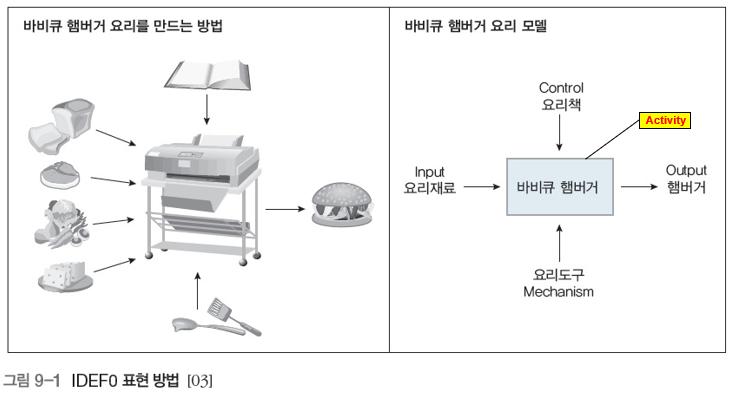 바비큐 햄버거 요리를 만드는 방법
바비큐 햄버거 요리 모델
Control
요리책
Activity
Input
요리재료
바비큐 햄버거
Output
햄버거
요리도구
Mechanism
그림 9-1 IDEF0 표현 방법 [03]